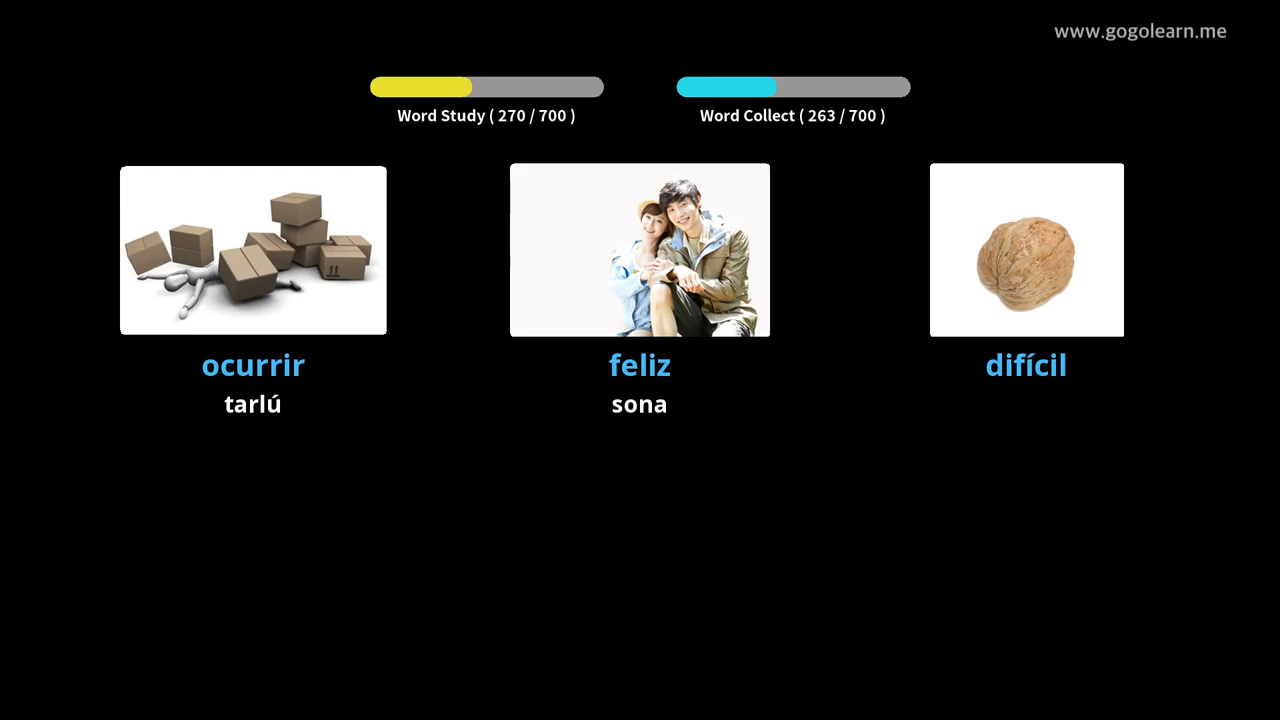 www.gogolearn.me
Word Study ( 270 / 700 )
Word Collect ( 263 / 700 )
ocurrir
tarlú
feliz
sona
difícil